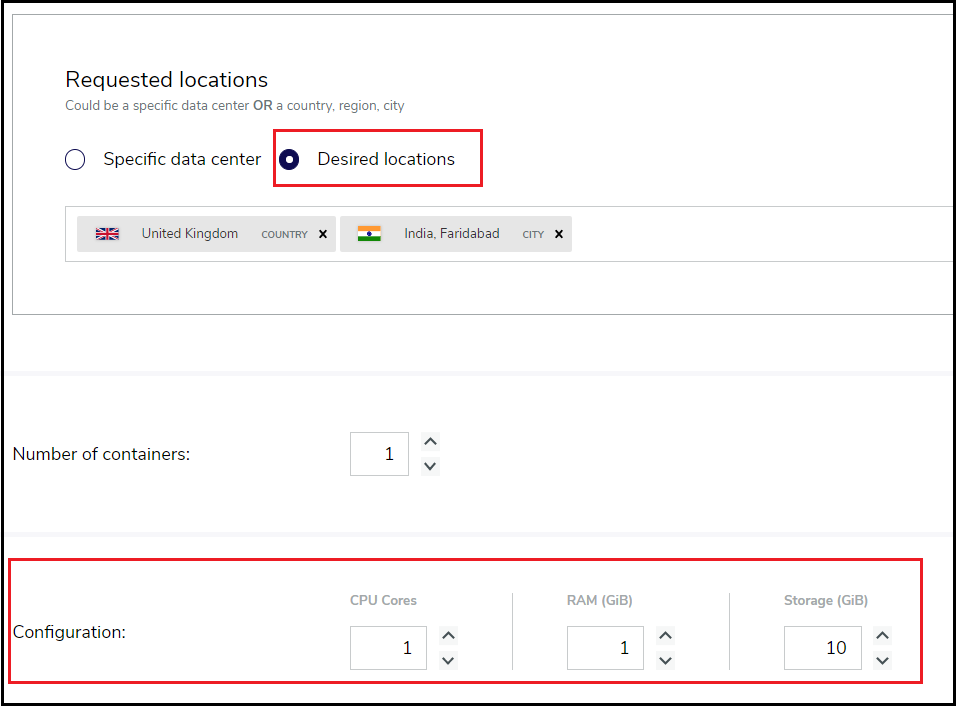 Requested locations
Could be a specific data center OR a country, region, city
Specific data center Desired locations
United Kingdom COUNTRY × India, Faridabad CITY ×
Number of containers: 1
CPU Cores RAM (GiB) Storage (GiB)
Configuration: 1 1 10